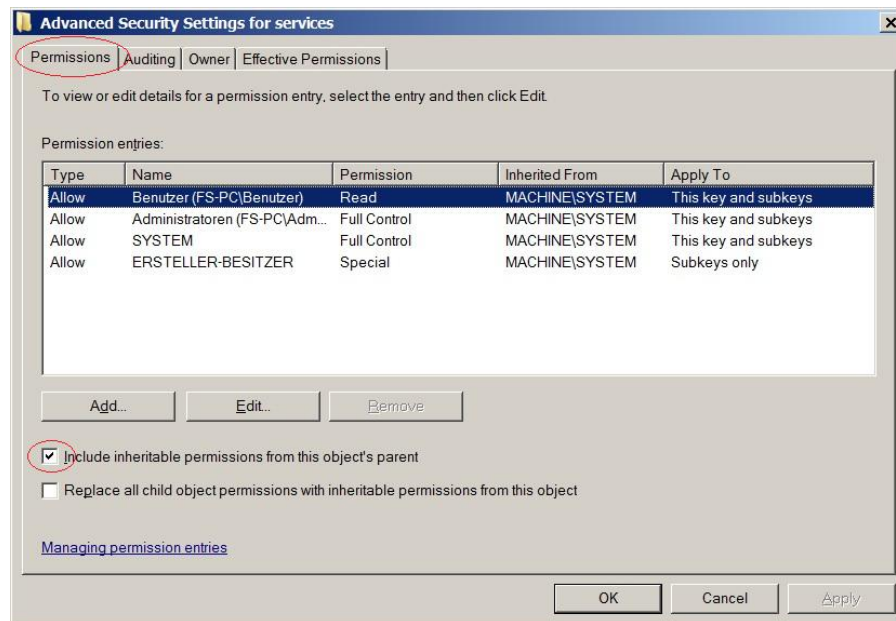 Advanced Security Settings for services
Permissions Auditing Owner Effective Permissions
To view or edit details for a permission entry, select the entry and then click Edit.
Permission entries:
Type Name Permission Inherited From Apply To
Allow Benutzer (FS-PC\Benutzer) Read MACHINE\SYSTEM This key and subkeys
Allow Administratoren (FS-PC\Adm... Full Control MACHINE\SYSTEM This key and subkeys
Allow SYSTEM Full Control MACHINE\SYSTEM This key and subkeys
Allow ERSTELLER-BESITZER Special MACHINE\SYSTEM Subkeys only
Add... Edit... Remove
Include inheritable permissions from this object's parent
Replace all child object permissions with inheritable permissions from this object
Managing permission entries
OK Cancel Apply